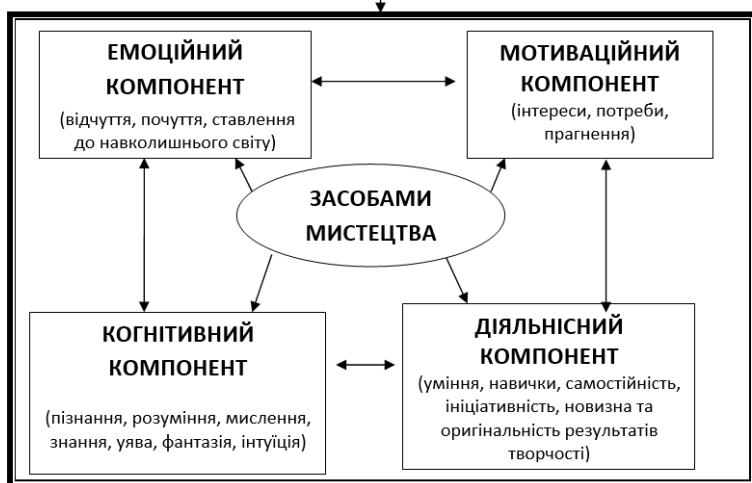 ЕМОЦІЙНИЙ
КОМПОНЕНТ
(відчуття, почуття, ставлення
до навколишнього світу)
МОТИВАЦІЙНИЙ
КОМПОНЕНТ
(інтереси, потреби,
прагнення)
ЗАСОБАМИ
МИСТЕЦТВА
КОГНІТИВНИЙ
КОМПОНЕНТ
(пізнання, розуміння, мислення,
знання, уява, фантазія, інтуїція)
ДІЯЛЬНІСНИЙ
КОМПОНЕНТ
(уміння, навички, самостійність,
ініціативність, новизна та
оригінальність результатів
творчості)